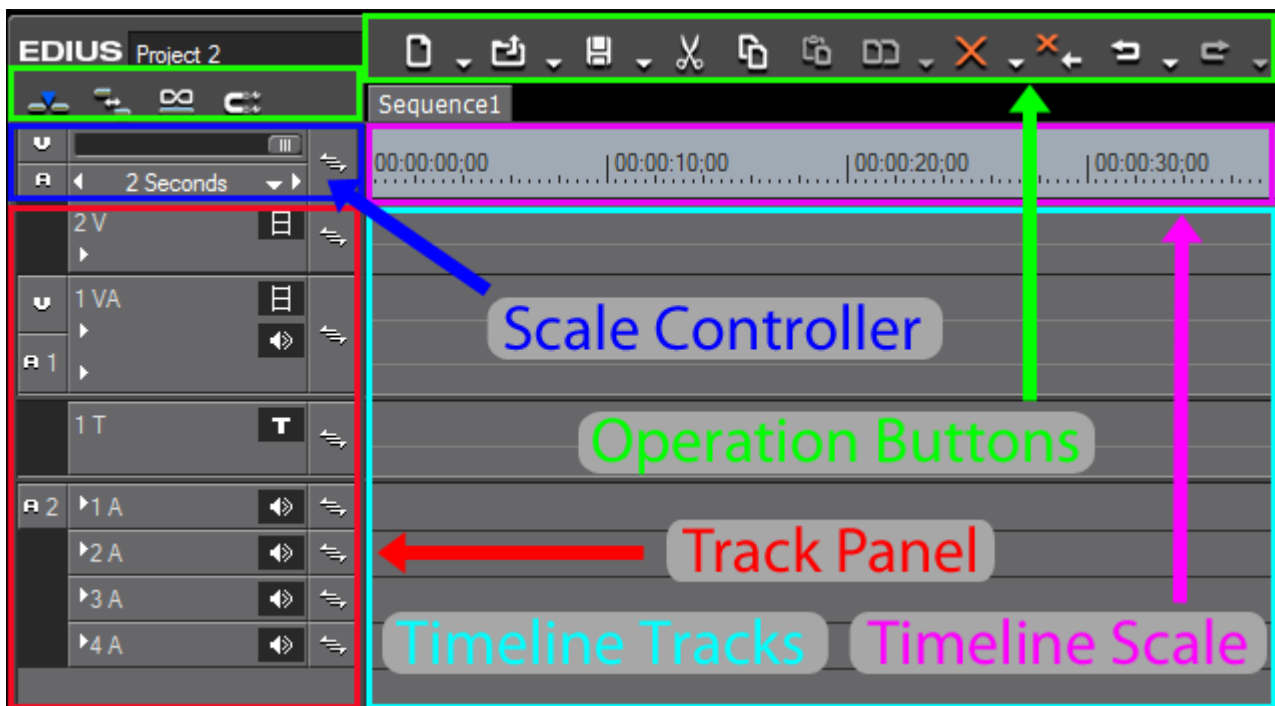 EDIUS Project 2
Sequence1
V
A
2 Seconds
00:00:00;00 00:00:10;00 00:00:20;00 00:00:30;00
2 V
V 1 VA
A 1
1 T T
A 2 1 A
2 A
3 A
4 A
Scale Controller
Operation Buttons
Track Panel
Timeline Tracks Timeline Scale